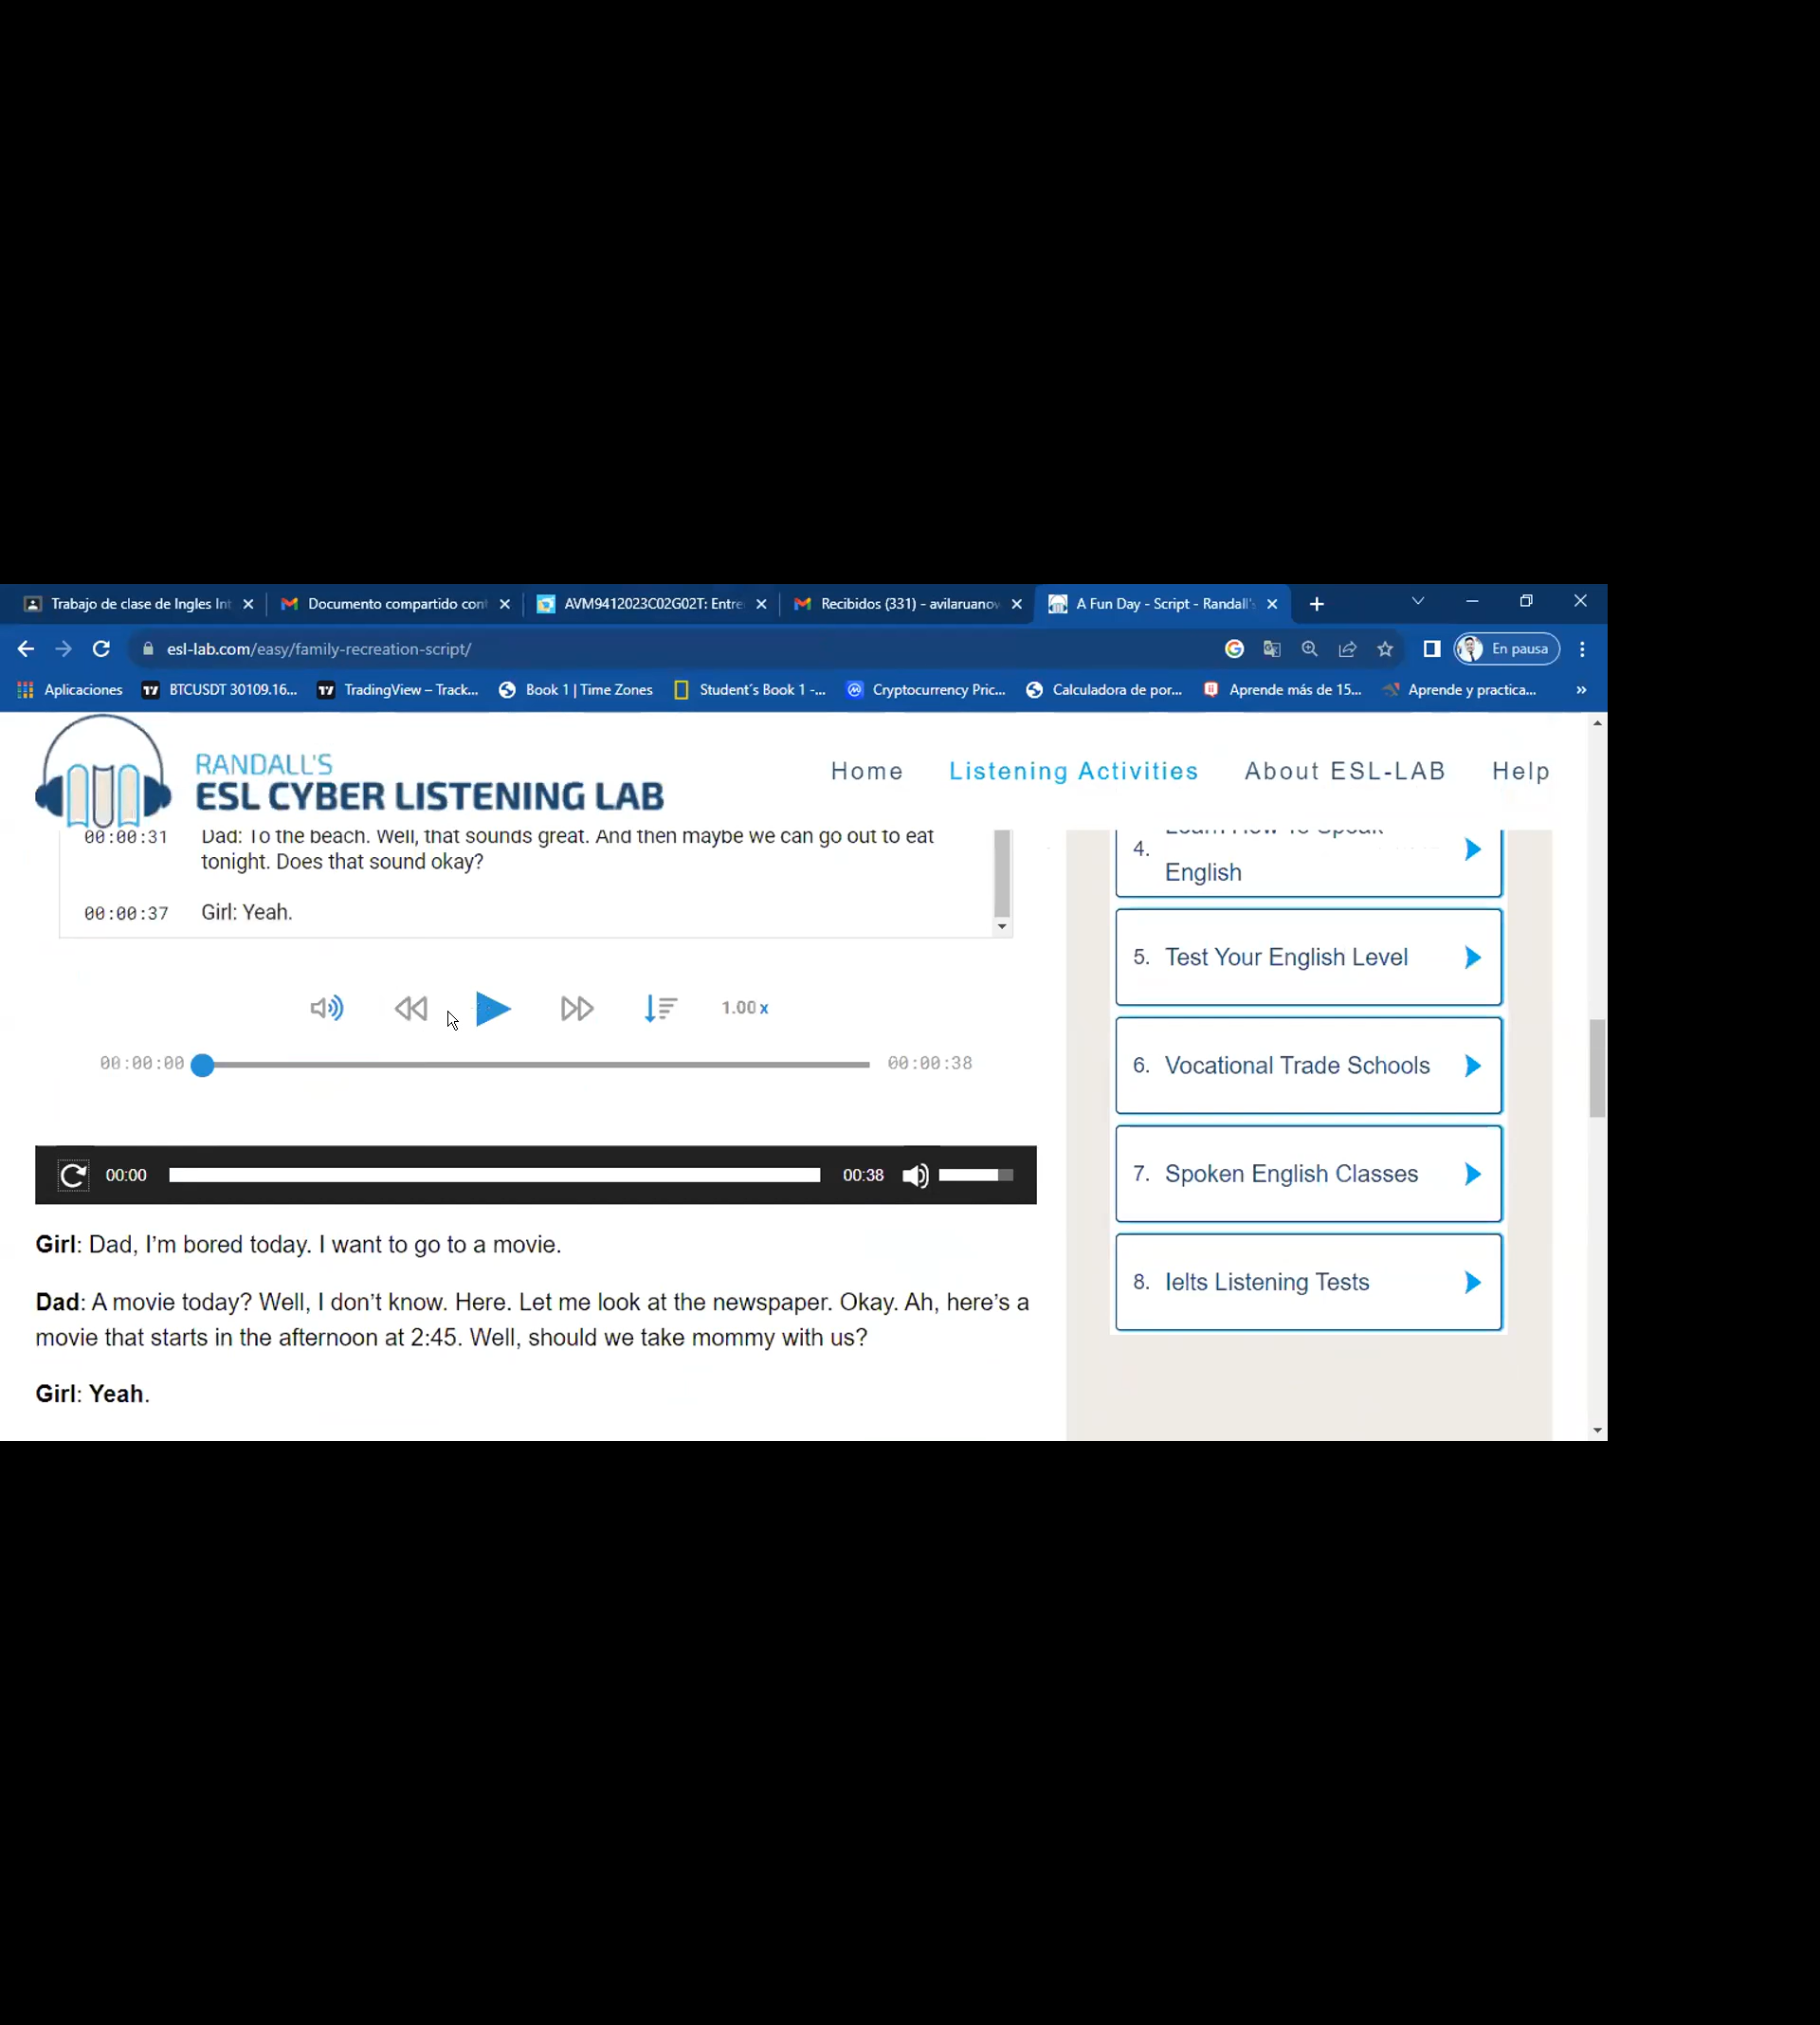 Trabajo de clase de Ingles Int
Documento compartido con
AVM9412023C02G02T: Entre
Recibidos (331) - avilaruanov
A Fun Day - Script - Randall's
esl-lab.com/easy/family-recreation-script/
En pausa
Aplicaciones
BTCUSDT 30109.16...
TradingView – Track...
Book 1 | Time Zones
Student´s Book 1 -...
Cryptocurrency Pric...
Calculadora de por...
Aprende más de 15...
Aprende y practica...
»
RANDALL'S
ESL CYBER LISTENING LAB
Home
Listening Activities
About ESL-LAB
Help
00:00:31 Dad: To the beach. Well, that sounds great. And then maybe we can go out to eat
tonight. Does that sound okay?
00:00:37 Girl: Yeah.
1.00 x
00:00:00
00:00:38
00:00
00:38
Girl: Dad, I’m bored today. I want to go to a movie.
Dad: A movie today? Well, I don’t know. Here. Let me look at the newspaper. Okay. Ah, here’s a
movie that starts in the afternoon at 2:45. Well, should we take mommy with us?
Girl: Yeah.
4. Learn How To Speak
English
5. Test Your English Level
6. Vocational Trade Schools
7. Spoken English Classes
8. Ielts Listening Tests